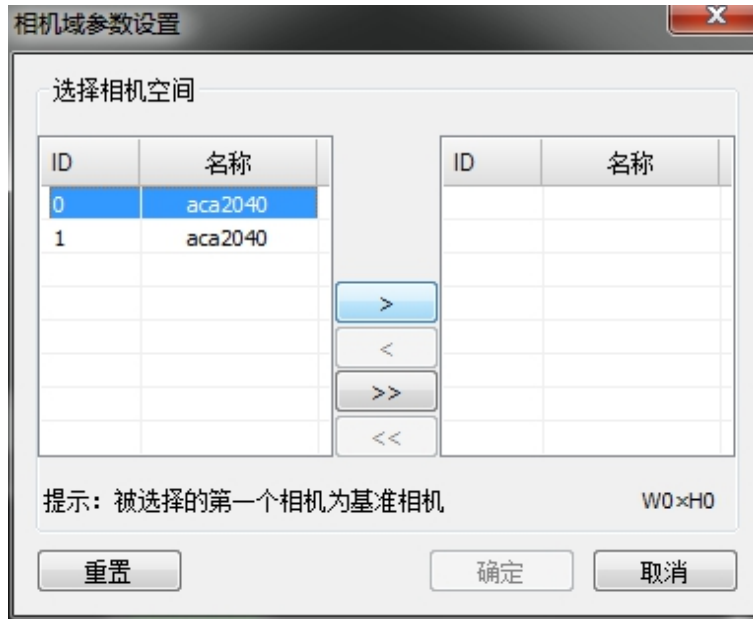 相机域参数设置
选择相机空间
ID 名称 ID 名称
0 aca2040
1 aca2040
>
<
>>
<<
提示：被选择的第一个相机为基准相机 W0×H0
重置 确定 取消